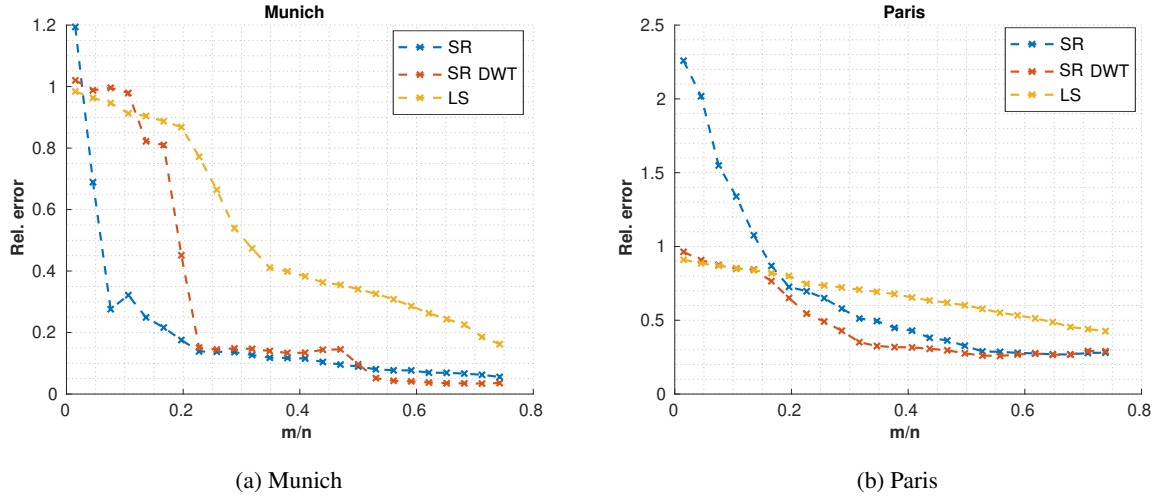 Munich
1.2
1
0.8
0.6
0.4
0.2
0
Rel. error
0
0.2
0.4
0.6
0.8
m/n
SR
SR DWT
LS
(a) Munich
Paris
2.5
2
1.5
1
0.5
0
Rel. error
0
0.2
0.4
0.6
0.8
m/n
SR
SR DWT
LS
(b) Paris